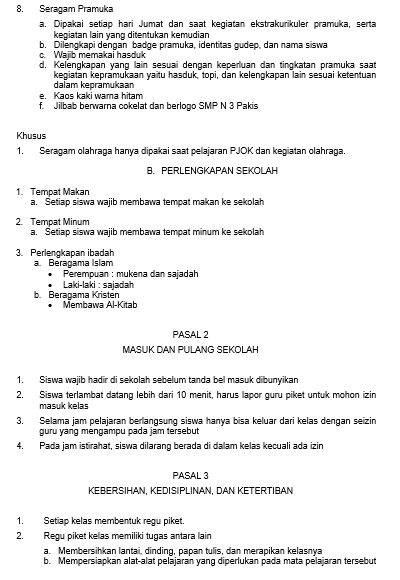 8. Seragam Pramuka
a. Dipakai setiap hari Jumat dan saat kegiatan ekstrakurikuler pramuka, serta
kegiatan lain yang ditentukan kemudian
b. Dilengkapi dengan badge pramuka, identitas gudep, dan nama siswa
c. Wajib memakai hasduk
d. Kelengkapan yang lain sesuai dengan keperluan dan tingkatan pramuka saat
kegiatan kepramukaan yaitu hasduk, topi, dan kelengkapan lain sesuai ketentuan
dalam kepramukaan
e. Kaos kaki warna hitam
f. Jilbab berwarna cokelat dan berlogo SMP N 3 Pakis
Khusus
1. Seragam olahraga hanya dipakai saat pelajaran PJOK dan kegiatan olahraga.
B. PERLENGKAPAN SEKOLAH
1. Tempat Makan
a. Setiap siswa wajib membawa tempat makan ke sekolah
2. Tempat Minum
a. Setiap siswa wajib membawa tempat minum ke sekolah
3. Perlengkapan ibadah
a. Beragama Islam
• Perempuan : mukena dan sajadah
• Laki-laki : sajadah
b. Beragama Kristen
• Membawa Al-Kitab
PASAL 2
MASUK DAN PULANG SEKOLAH
1. Siswa wajib hadir di sekolah sebelum tanda bel masuk dibunyikan
2. Siswa terlambat datang lebih dari 10 menit, harus lapor guru piket untuk mohon izin
masuk kelas
3. Selama jam pelajaran berlangsung siswa hanya bisa keluar dari kelas dengan seizin
guru yang mengampu pada jam tersebut
4. Pada jam istirahat, siswa dilarang berada di dalam kelas kecuali ada izin
PASAL 3
KEBERSIHAN, KEDISIPLINAN, DAN KETERTIBAN
1. Setiap kelas membentuk regu piket.
2. Regu piket kelas memiliki tugas antara lain
a. Membersihkan lantai, dinding, papan tulis, dan merapikan kelasnya
b. Mempersiapkan alat-alat pelajaran yang diperlukan pada mata pelajaran tersebut